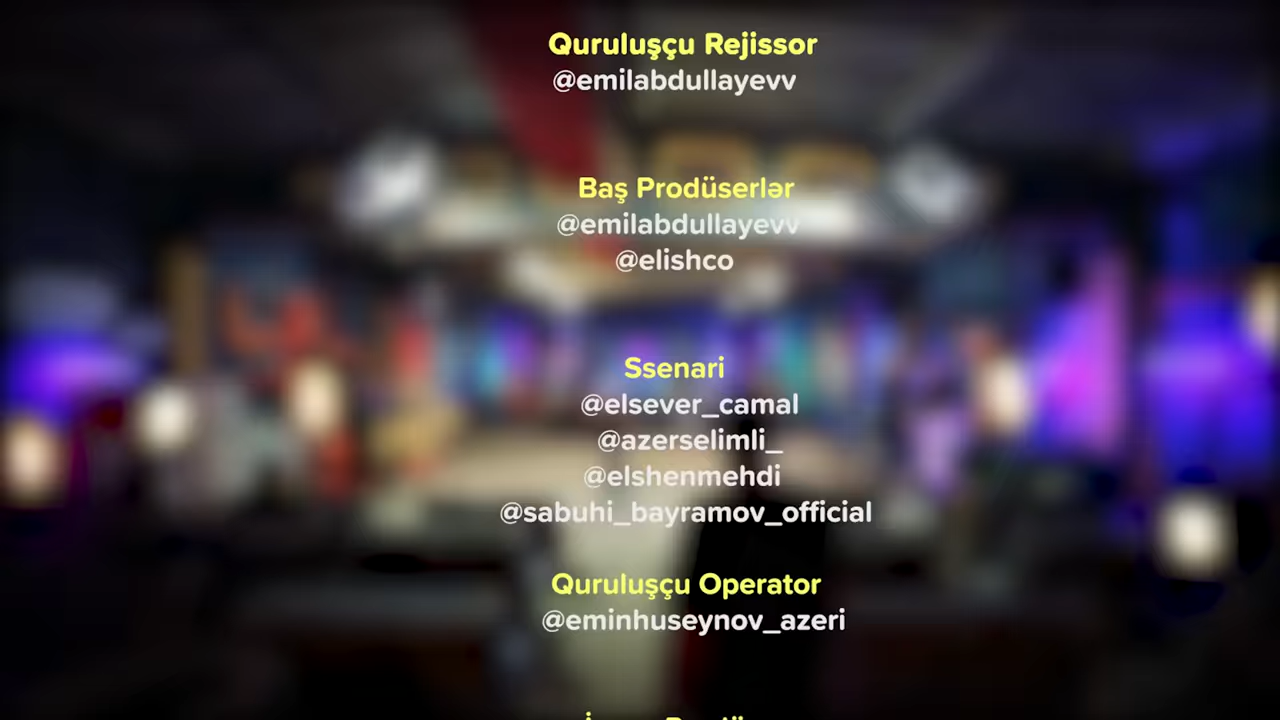 Quruluşçu Rejissor
@emilabdullayevv
Baş Prodüserlər
@emilabdullayevv
@elishco
Ssenari
@elsever_camal
@azerselimli_
@elshenmehdi
@sabuhi_bayramov_official
Quruluşçu Operator
@eminhuseynov_azeri